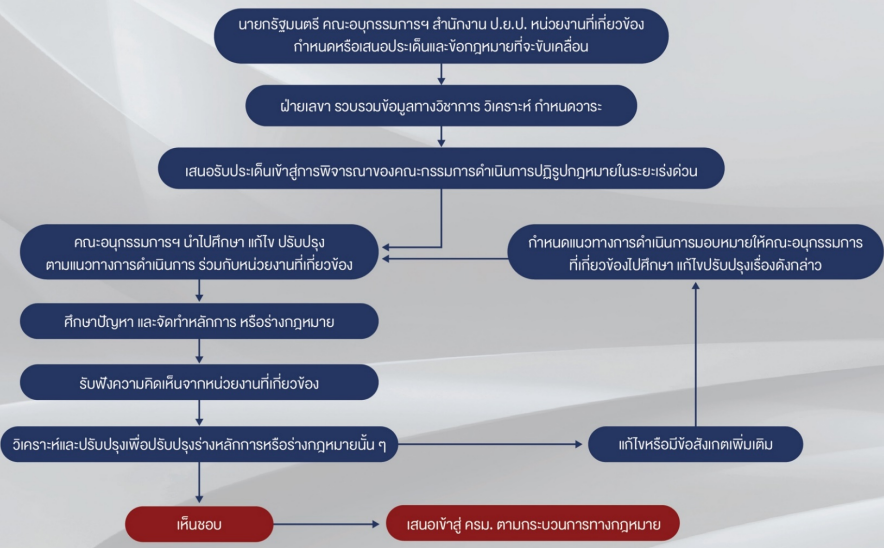 นายกรัฐมนตรี คณะอนุกรรมการฯ สำนักงาน ป.ย.ป. หน่วยงานที่เกี่ยวข้อง
กำหนดหรือเสนอประเด็นและข้อกฎหมายที่จะขับเคลื่อน
ฝ่ายเลขา รวบรวมข้อมูลทางวิชาการ วิเคราะห์ กำหนดวาระ
เสนอรับประเด็นเข้าสู่การพิจารณาของคณะกรรมการดำเนินการปฏิรูปกฎหมายในระยะเร่งด่วน
คณะอนุกรรมการฯ นำไปศึกษา แก้ไข ปรับปรุง
ตามแนวทางการดำเนินการ ร่วมกับหน่วยงานที่เกี่ยวข้อง
กำหนดแนวทางการดำเนินการมอบหมายให้คณะอนุกรรมการ
ที่เกี่ยวข้องไปศึกษา แก้ไขปรับปรุงเรื่องดังกล่าว
ศึกษาปัญหา และจัดทำหลักการ หรือร่างกฎหมาย
รับฟังความคิดเห็นจากหน่วยงานที่เกี่ยวข้อง
วิเคราะห์และปรับปรุงเพื่อปรับปรุงร่างหลักการหรือร่างกฎหมายนั้น ๆ
แก้ไขหรือมีข้อสังเกตเพิ่มเติม
เห็นชอบ
เสนอเข้าสู่ ครม. ตามกระบวนการทางกฎหมาย